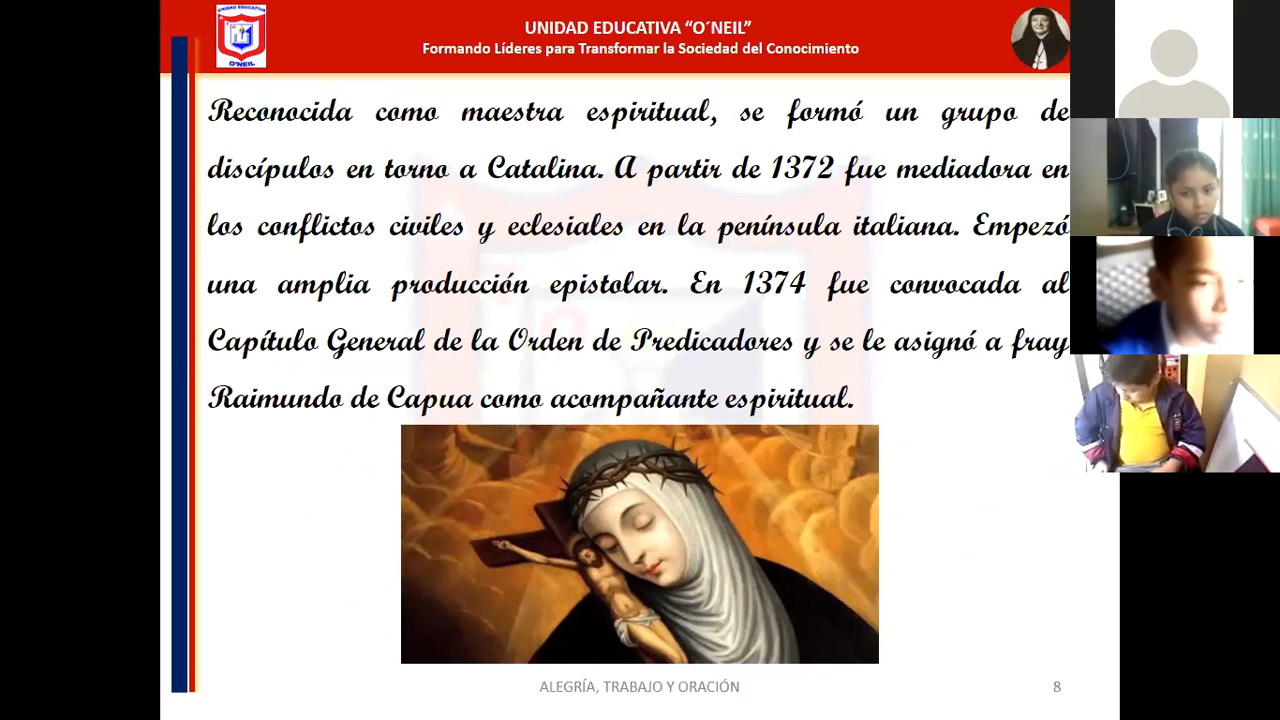 UNIDAD EDUCATIVA
O´NEIL
UNIDAD EDUCATIVA “O´NEIL”
Formando Líderes para Transformar la Sociedad del Conocimiento
Reconocida como maestra espiritual, se formó un grupo de
discípulos en torno a Catalina. A partir de 1372 fue mediadora en
los conflictos civiles y eclesiales en la península italiana. Empezó
una amplia producción epistolar. En 1374 fue convocada al
Capítulo General de la Orden de Predicadores y se le asignó a fray
Raimundo de Capua como acompañante espiritual.
ALEGRÍA, TRABAJO Y ORACIÓN
8